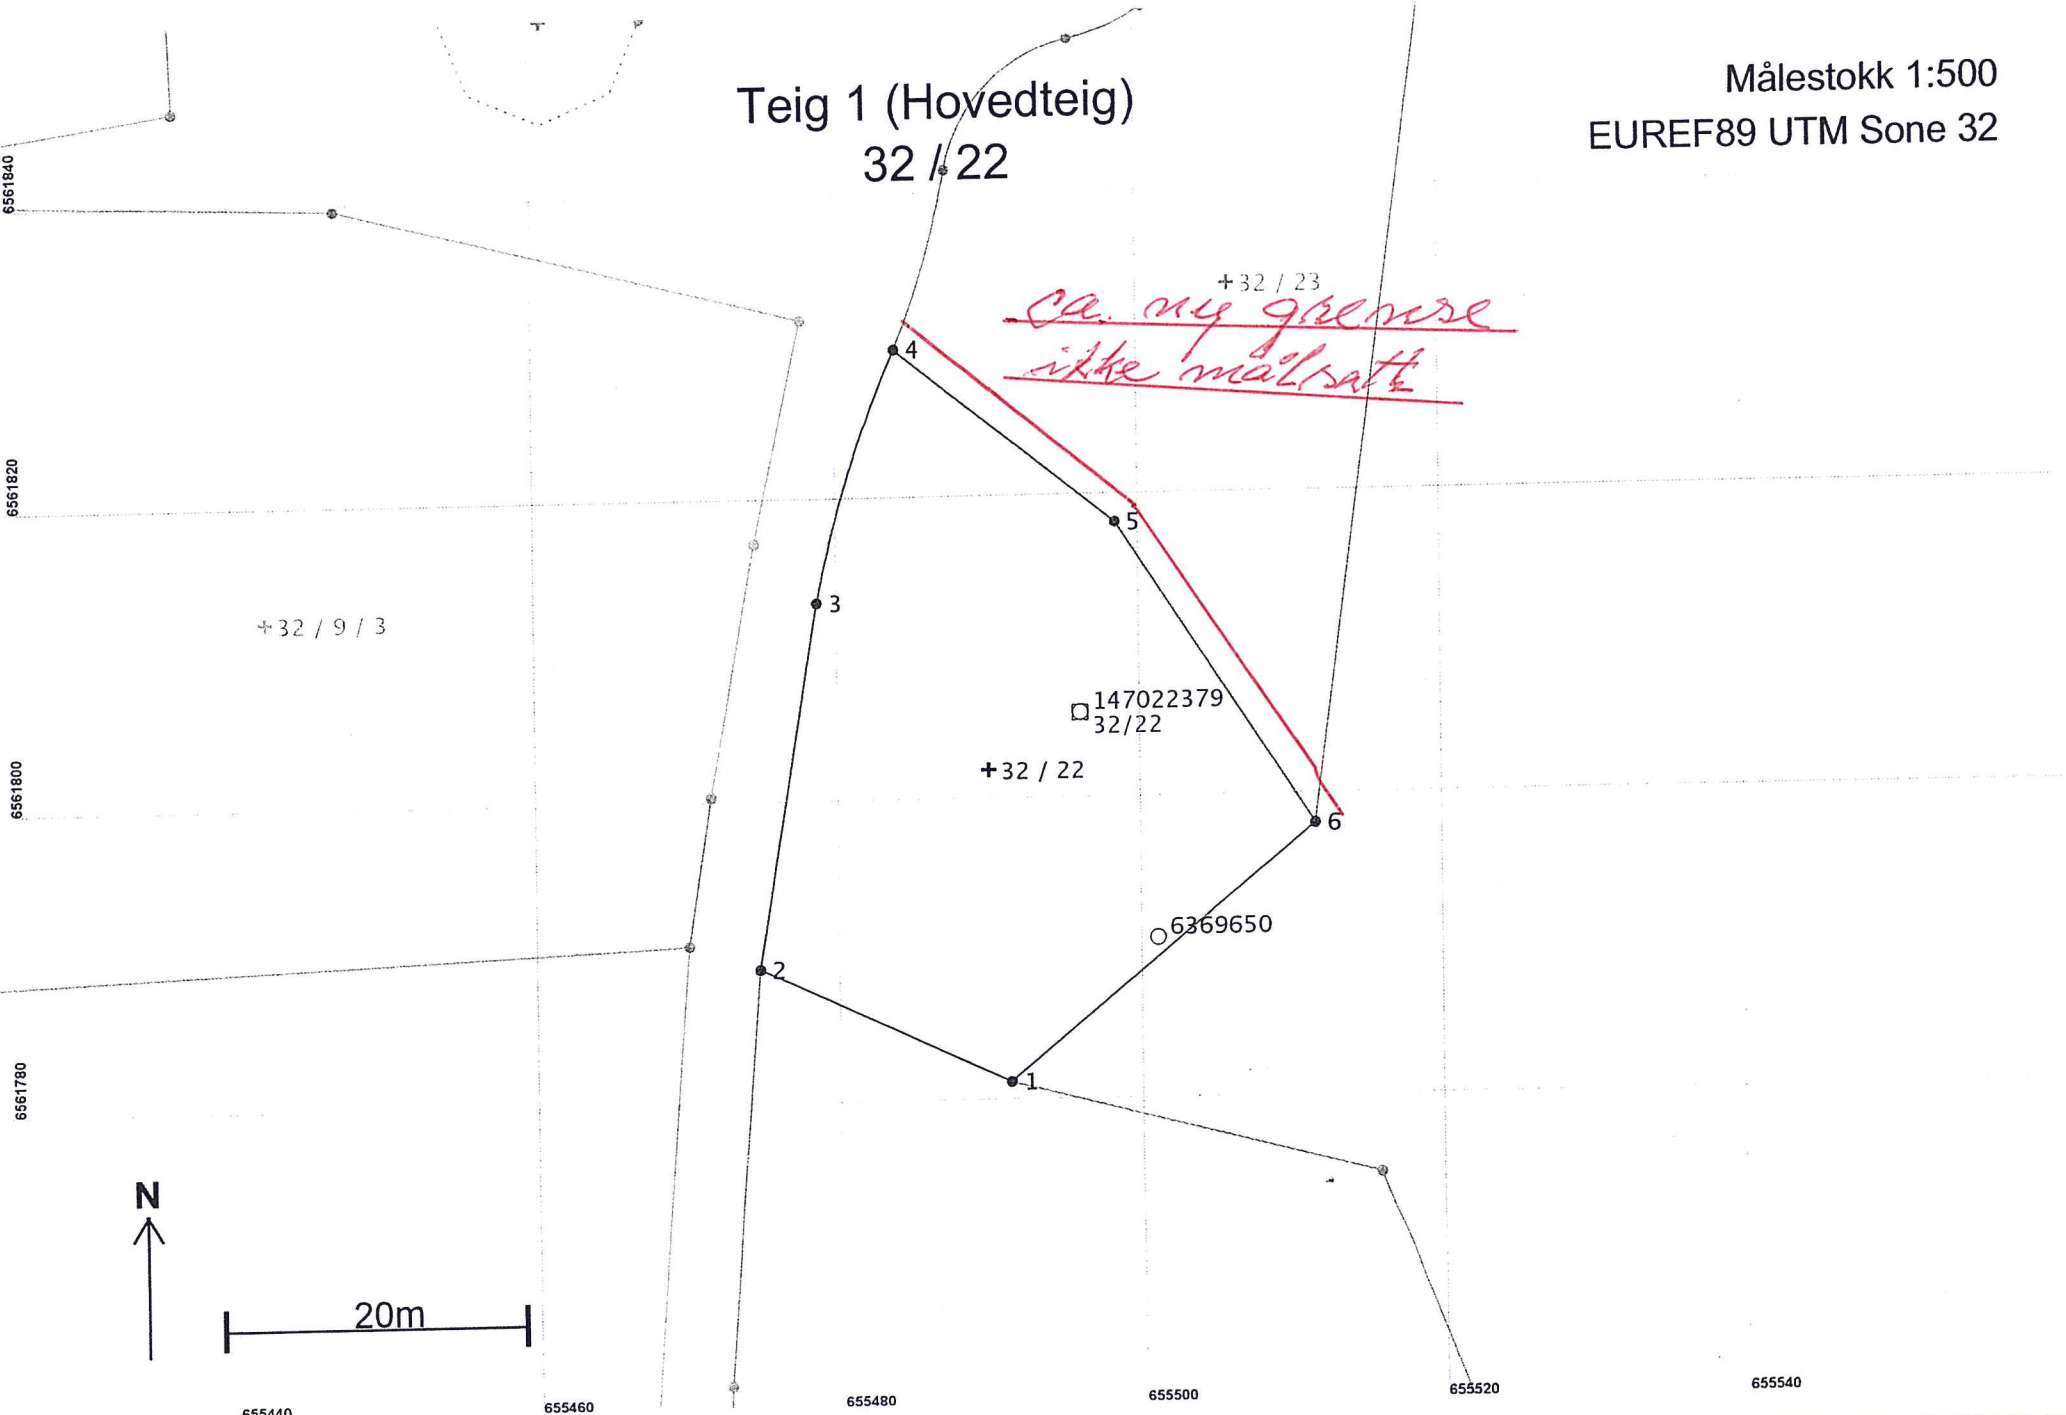 Teig 1 (Hovedteig)
32 / 22
Målestokk 1:500
EUREF89 UTM Sone 32
+32 / 23
ca. ny grense
ikke målsatt
4
5
3
+32 / 9 / 3
147022379
32/22
+32 / 22
6
6369650
2
1
N
20m
6561840
6561820
6561800
6561780
655440
655460
655480
655500
655520
655540